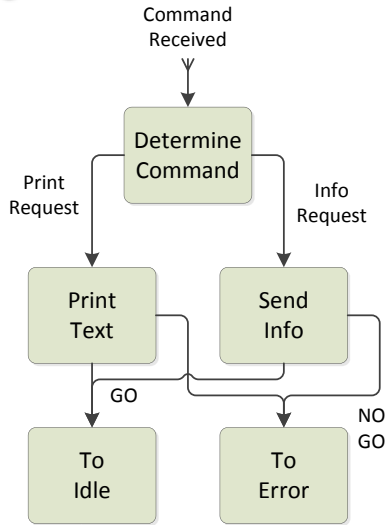 Command
Received
Determine
Command
Print
Request
Info
Request
Print
Text
Send
Info
GO
NO
GO
To
Idle
To
Error